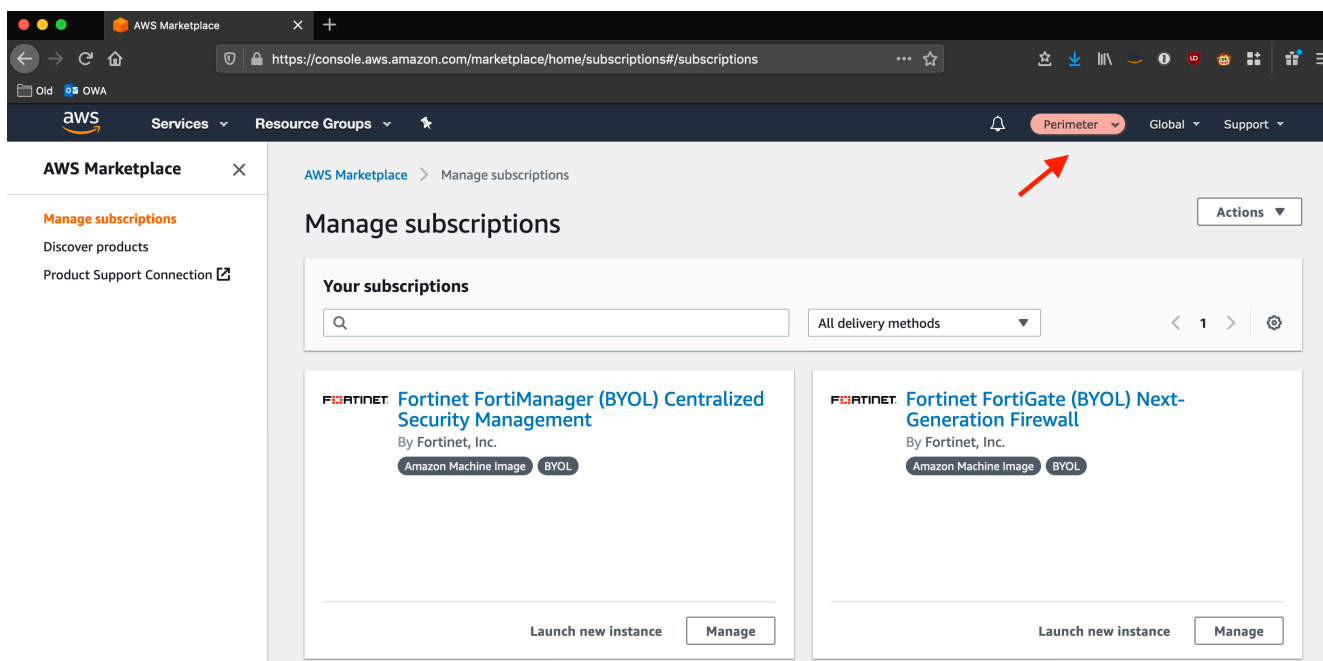 AWS Marketplace
https://console.aws.amazon.com/marketplace/home/subscriptions#/subscriptions
Old OWA
aws Services Resource Groups Perimeter Global Support
AWS Marketplace
Manage subscriptions
Discover products
Product Support Connection
AWS Marketplace > Manage subscriptions
Manage subscriptions
Actions
Your subscriptions
All delivery methods
1
FORTINET
Fortinet FortiManager (BYOL) Centralized
Security Management
By Fortinet, Inc.
Amazon Machine Image BYOL
Launch new instance Manage
FORTINET
Fortinet FortiGate (BYOL) Next-
Generation Firewall
By Fortinet, Inc.
Amazon Machine Image BYOL
Launch new instance Manage